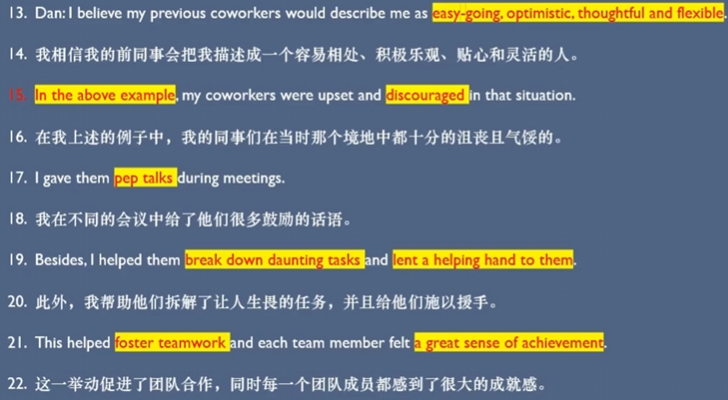 13. Dan: I believe my previous coworkers would describe me as easy-going, optimistic, thoughtful and flexible.
14. 我相信我的前同事会把我描述成一个容易相处、积极乐观、贴心和灵活的人。
15. In the above example, my coworkers were upset and discouraged in that situation.
16. 在我上述的例子中，我的同事们在当时那个境地中都十分的沮丧且气馁的。
17. I gave them pep talks during meetings.
18. 我在不同的会议中给了他们很多鼓励的话语。
19. Besides, I helped them break down daunting tasks and lent a helping hand to them.
20. 此外，我帮助他们拆解了让人生畏的任务，并且给他们施以援手。
21. This helped foster teamwork and each team member felt a great sense of achievement.
22. 这一举动促进了团队合作，同时每一个团队成员都感到了很大的成就感。